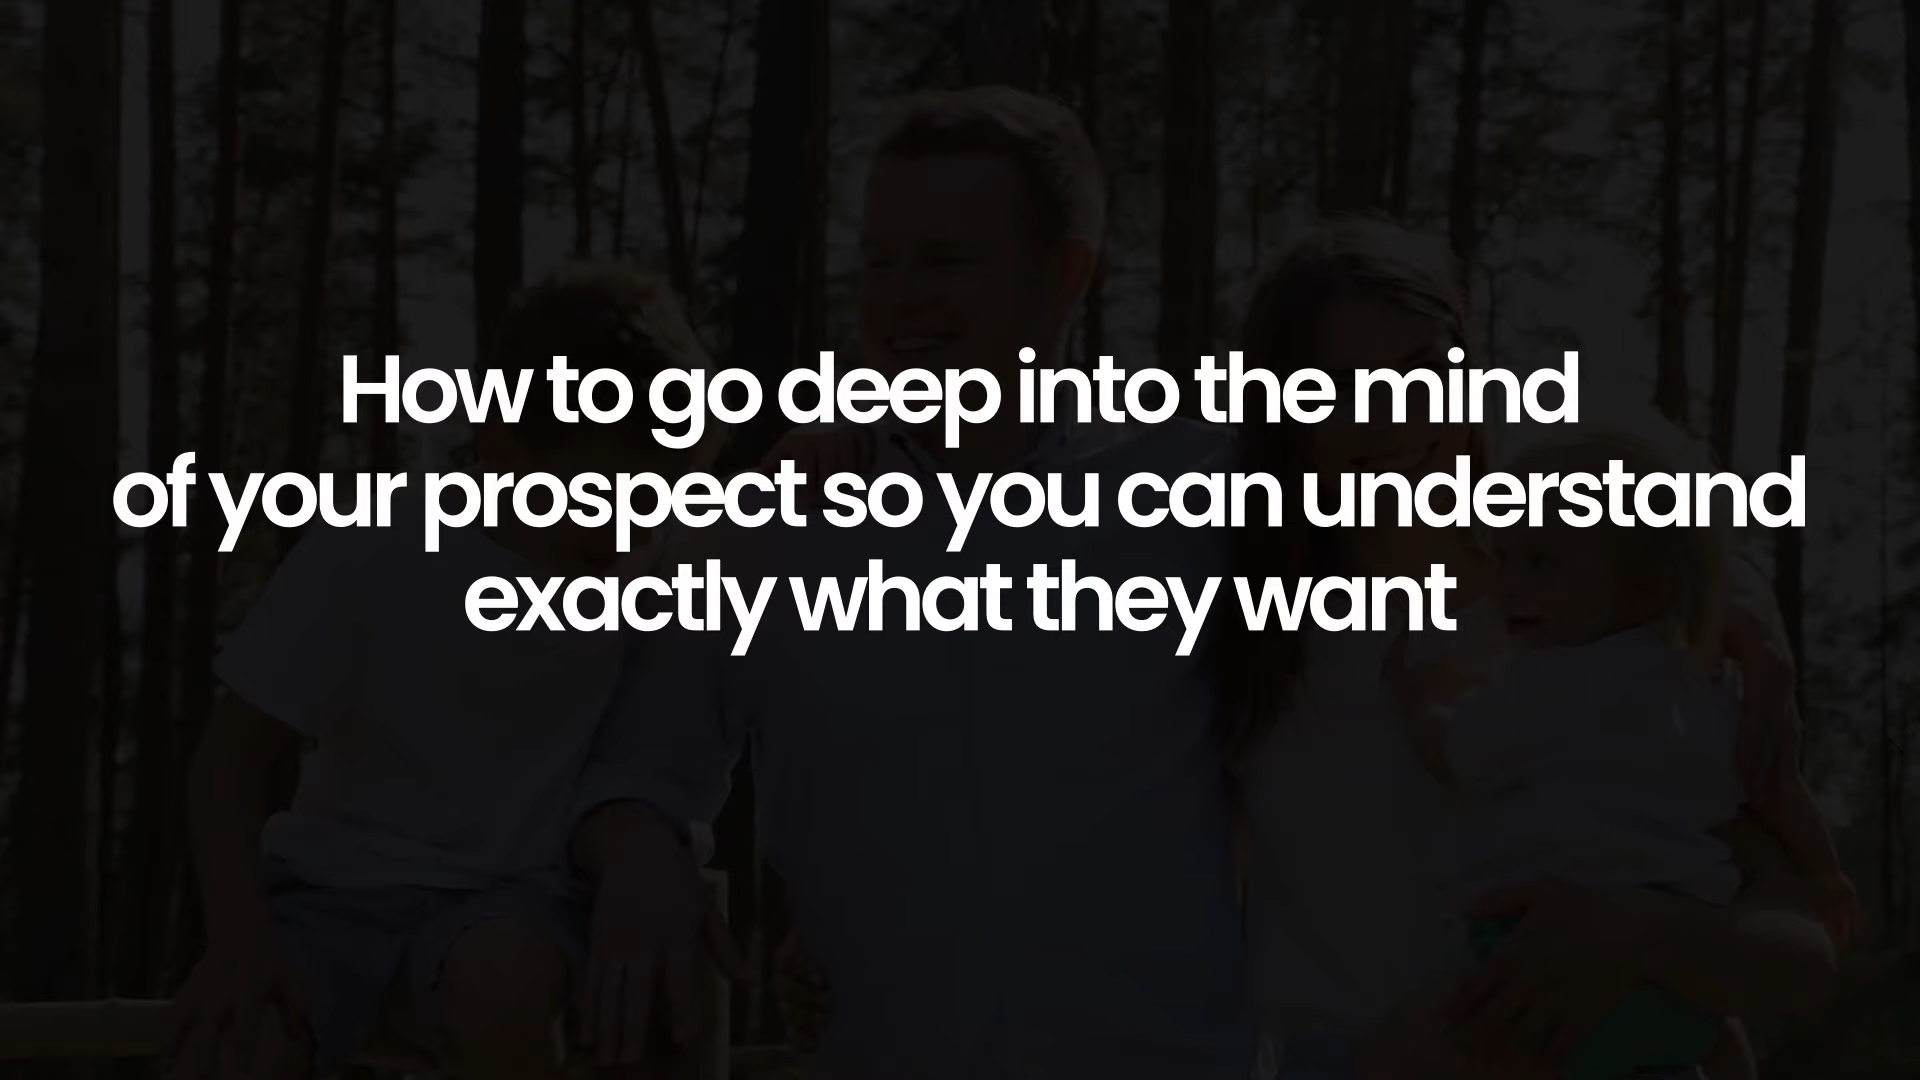 How to go deep into the mind
of your prospect so you can understand
exactly what they want